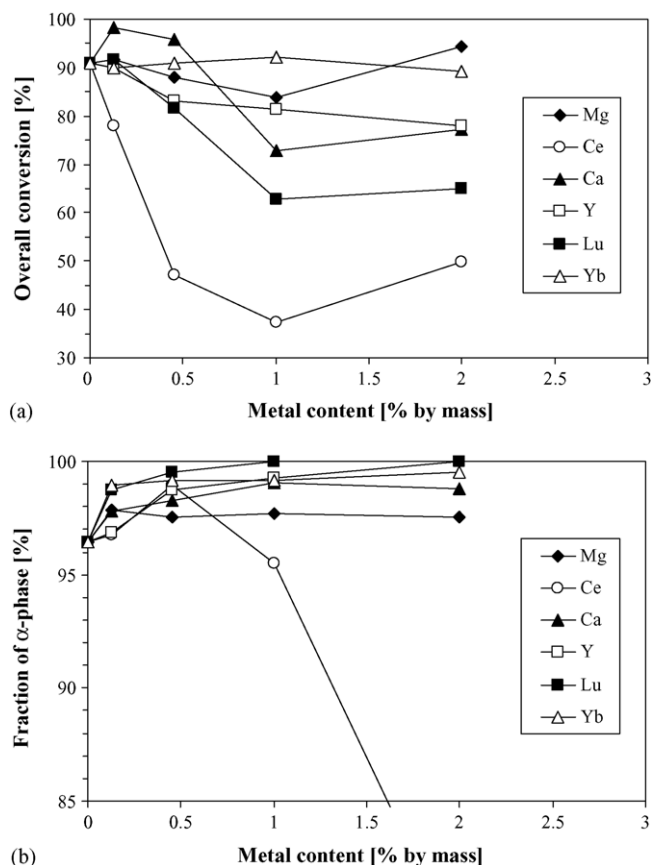 100
90
80
70
60
50
40
30
Overall conversion [%]
Mg
Ce
Ca
Y
Lu
Yb
0
0.5
1
1.5
2
2.5
3
(a)
Metal content [% by mass]
100
95
90
85
Fraction of α-phase [%]
Mg
Ce
Ca
Y
Lu
Yb
0
0.5
1
1.5
2
2.5
3
(b)
Metal content [% by mass]